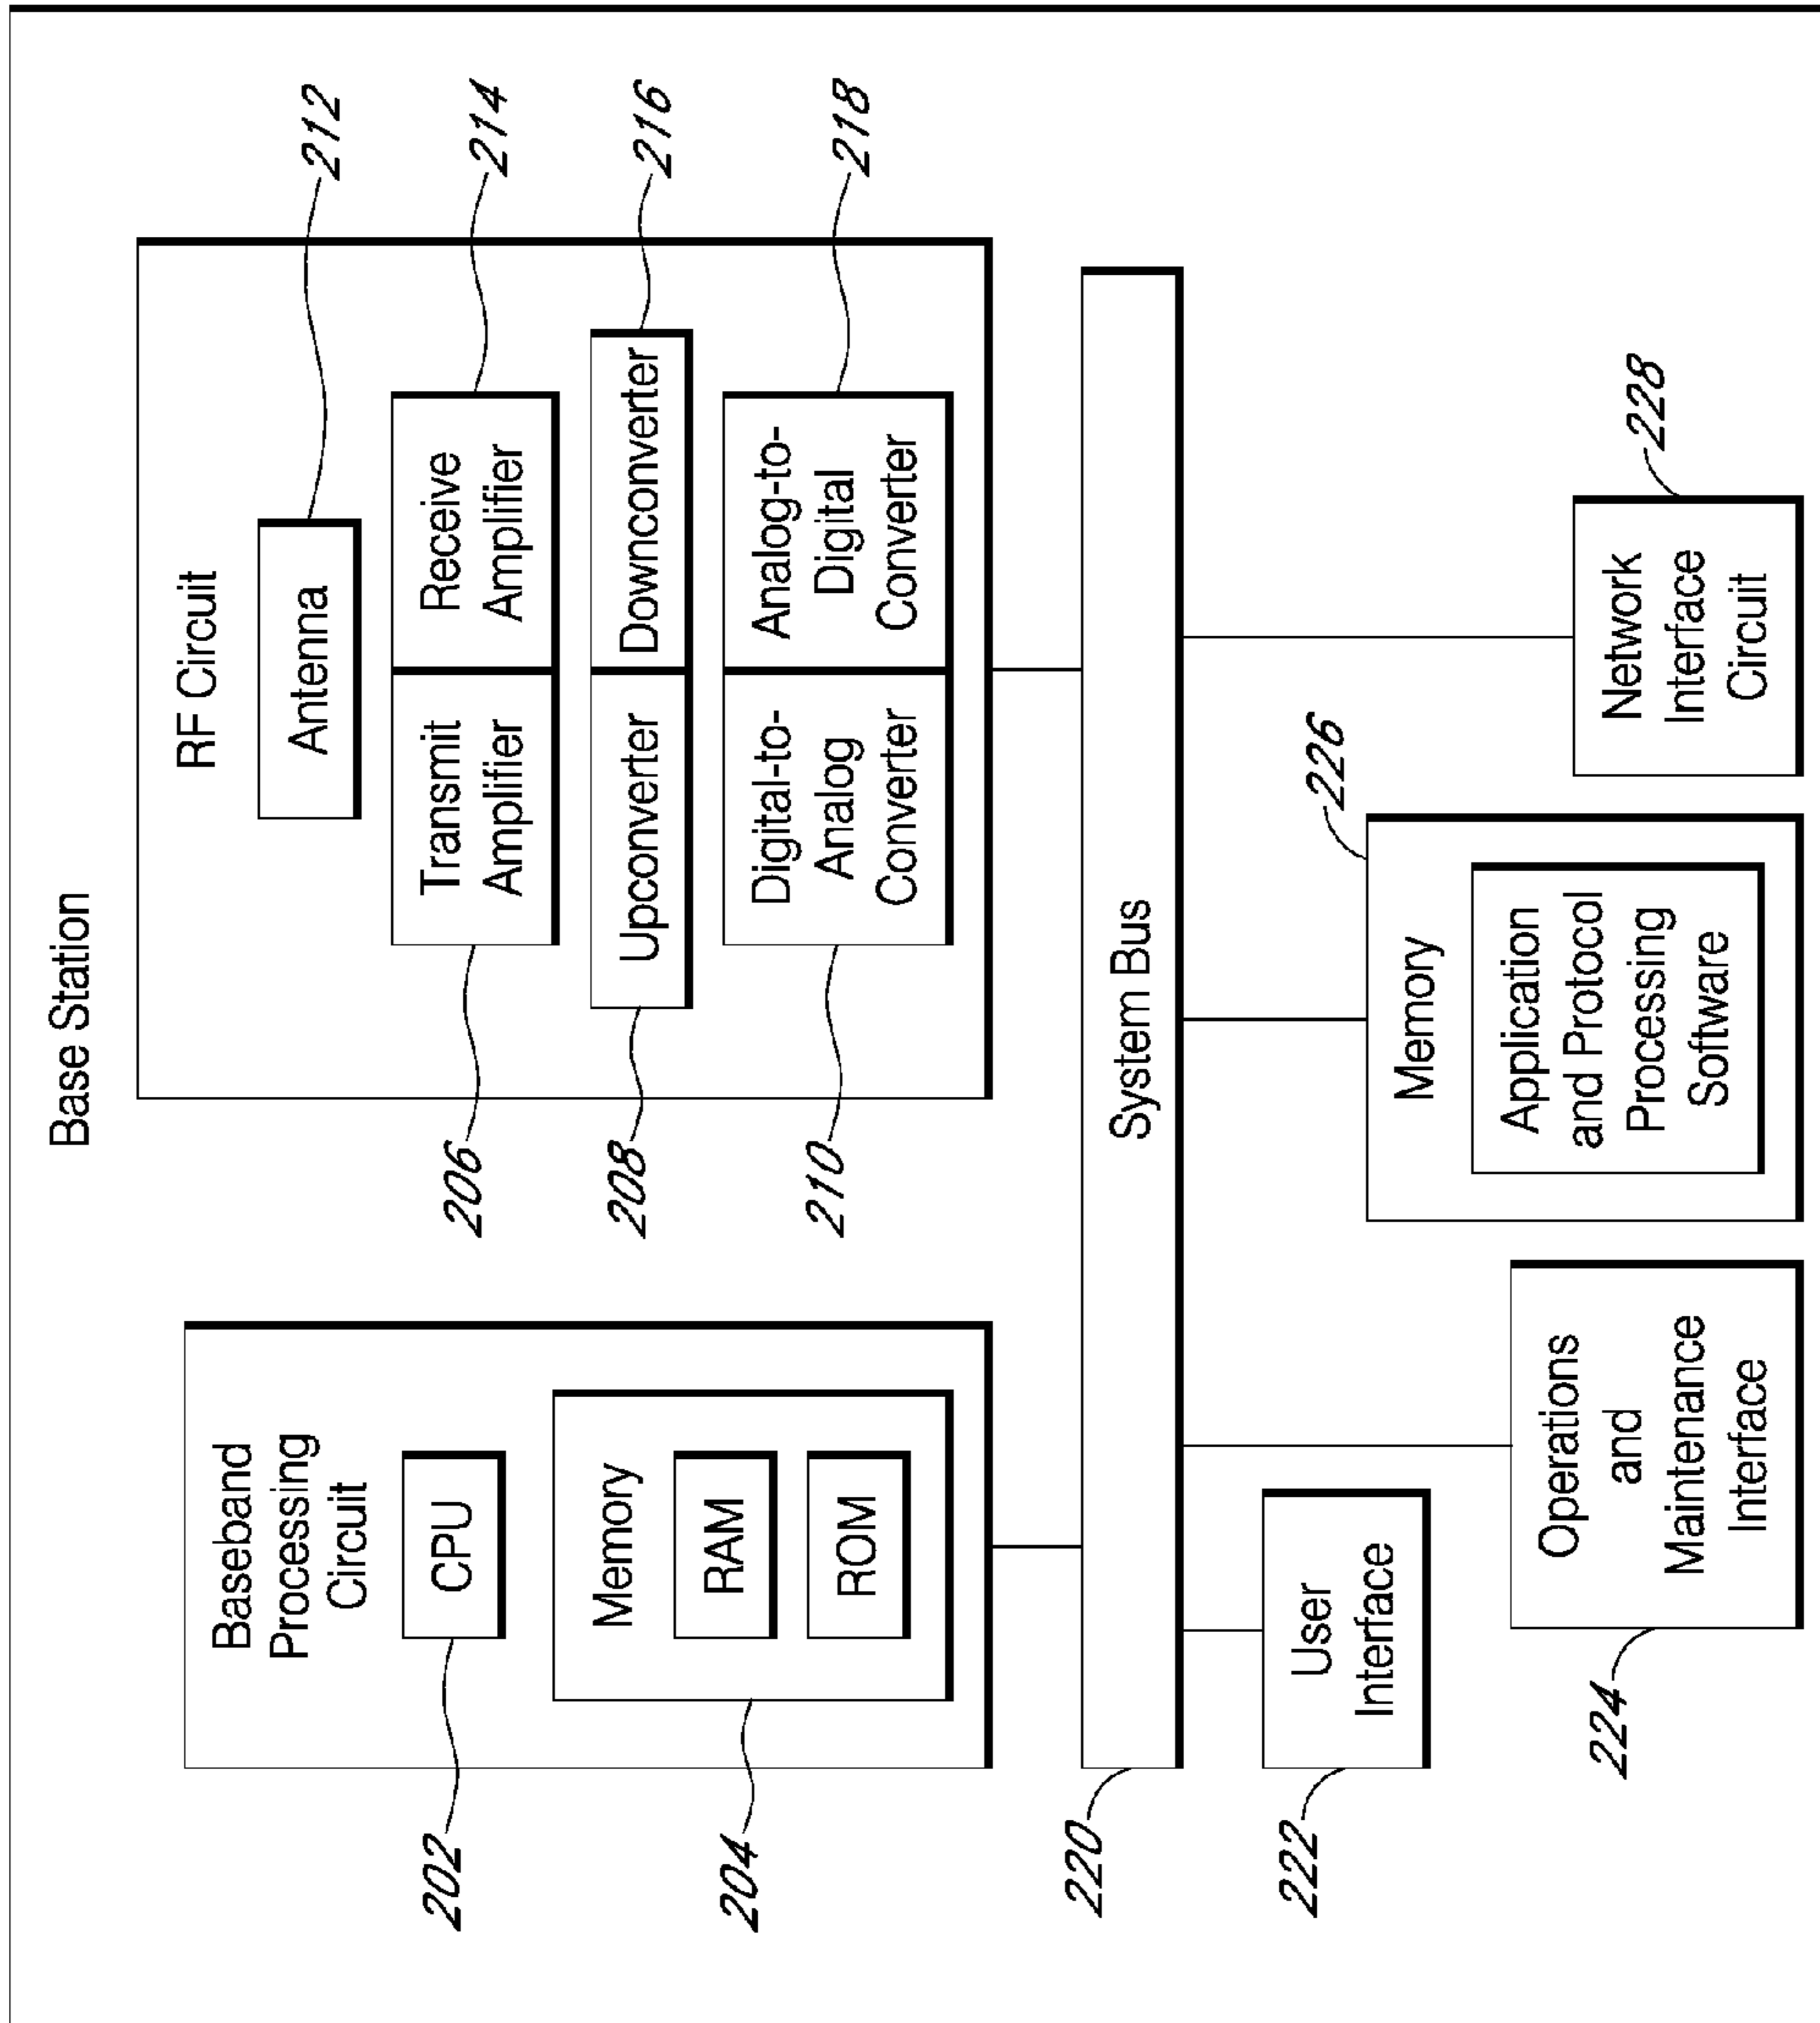 Base Station
Baseband
Processing
Circuit
CPU
Memory
RAM
ROM
202
204
RF Circuit
Antenna
Transmit
Amplifier
Receive
Amplifier
Upconverter
Downconverter
Digital-to-
Analog
Converter
Analog-to-
Digital
Converter
206
208
210
212
214
216
218
System Bus
220
User
Interface
222
Operations
and
Maintenance
Interface
224
Memory
Application
and Protocol
Processing
Software
226
Network
Interface
Circuit
228